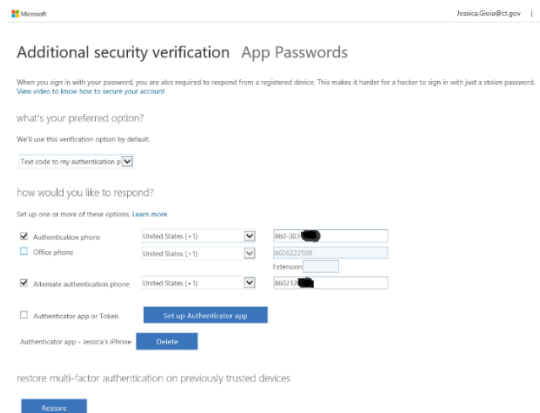 Microsoft
Jessica.Gioia@ct.gov |
Additional security verification App Passwords
When you sign in with your password, you are also required to respond from a registered device. This makes it harder for a hacker to sign in with just a stolen password.
View video to know how to secure your account
what's your preferred option?
We'll use this verification option by default.
Text code to my authentication p
how would you like to respond?
Set up one or more of these options. Learn more
Authentication phone United States (+1) 860-303
Office phone United States (+1) 8606222509
Extension
Alternate authentication phone United States (+1) 860212
Authenticator app or Token Set up Authenticator app
Authenticator app - Jessica's iPhone Delete
restore multi-factor authentication on previously trusted devices
Restore